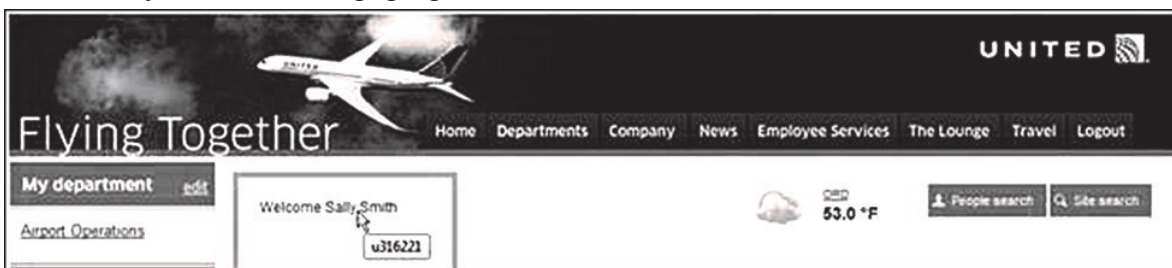 UNITED
UNITED
Flying Together
Home Departments Company News Employee Services The Lounge Travel Logout
My department edit
Welcome Sally Smith
ORD
53.0 °F
People search Site search
Airport Operations
u316221